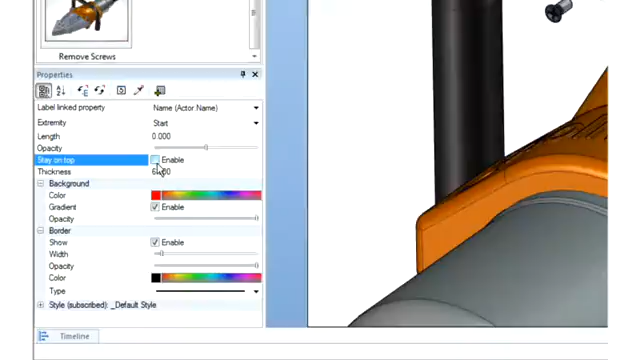 Remove Screws
Properties
Label linked property Name (Actor Name)
Extremity Start
Length 0.000
Opacity
Stay on top Enable
Thickness
Background
Color
Gradient Enable
Opacity
Border
Show Enable
Width
Opacity
Color
Type
Style (subscribed): _Default Style
Timeline